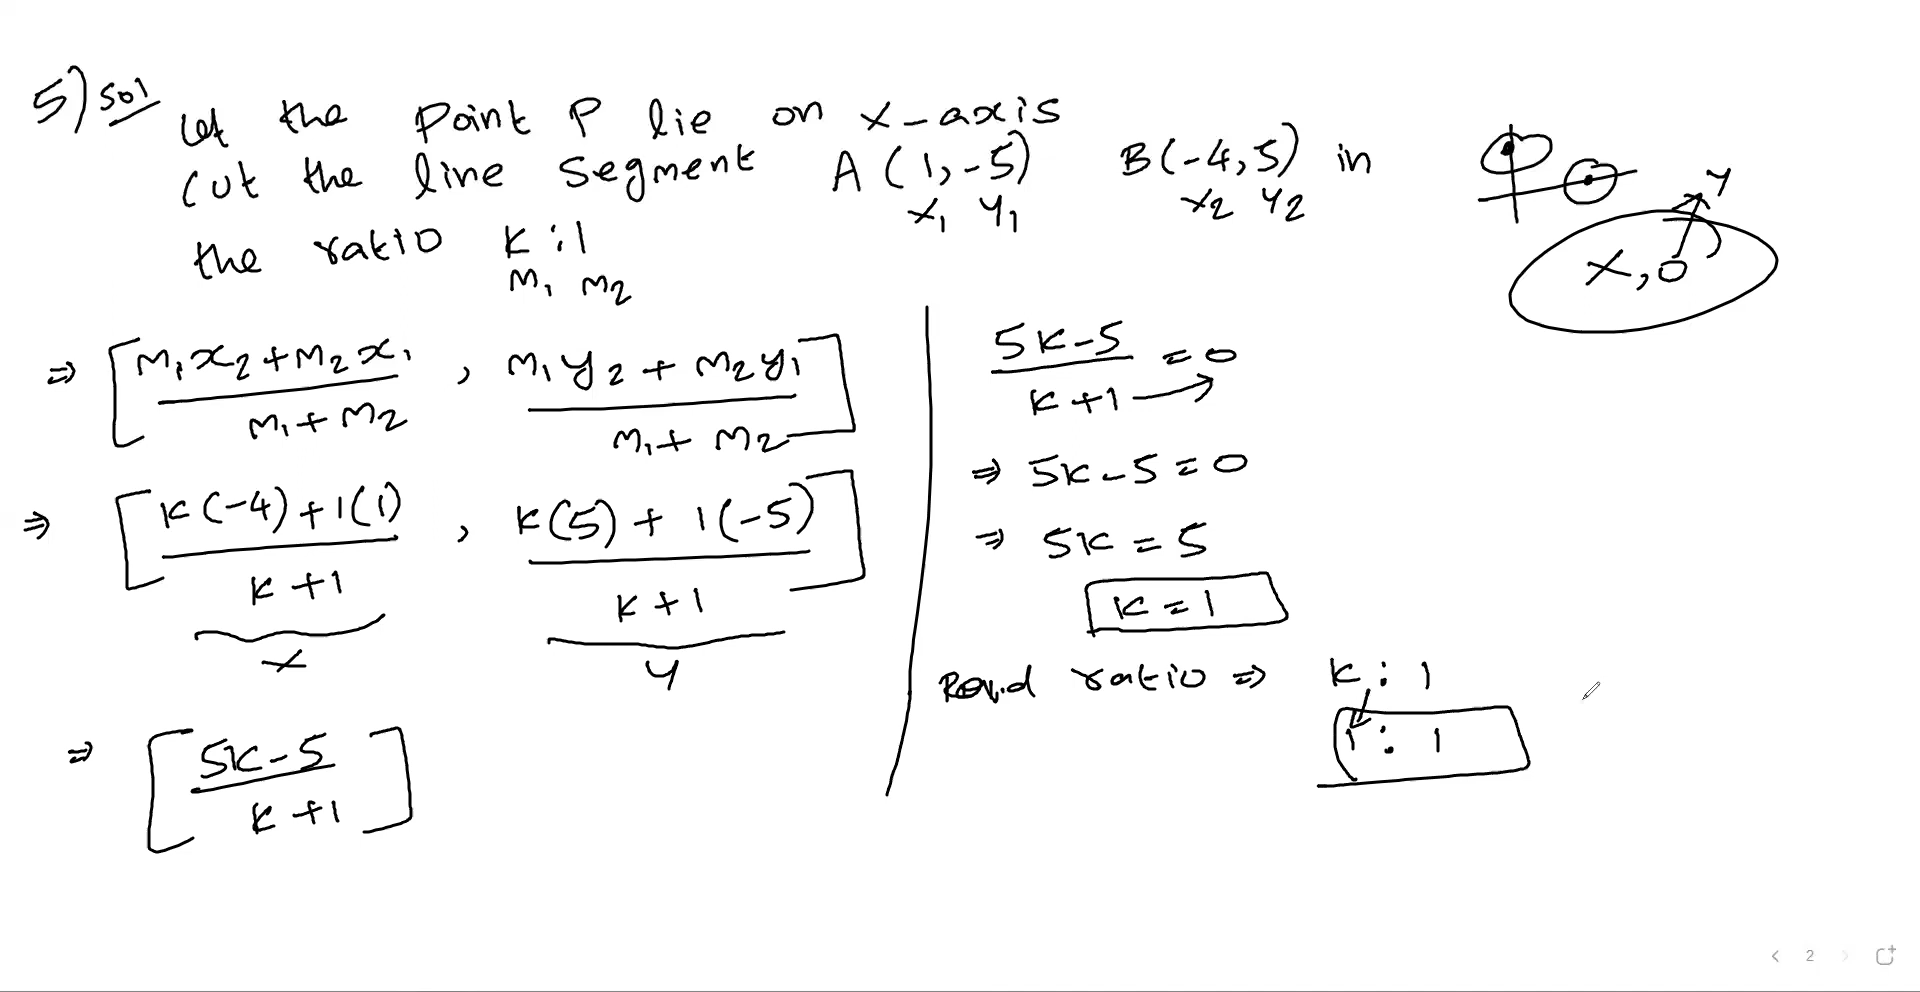 5) Sol
Let the Point P lie on x-axis
cut the line segment A (1,-5) B(-4,5) in
x₁ y₁ x₂ y₂
the ratio K:1
m₁ m₂
y
x,0
⇒ [m₁x₂+m₂x₁ / m₁+m₂ , m₁y₂+m₂y₁ / m₁+m₂]
⇒ [K(-4)+1(1) / K+1 , K(5)+1(-5) / K+1]
x y
⇒ [5K-5 / K+1]
5K-5 / K+1 = 0
⇒ 5K-5=0
⇒ 5K=5
K=1
ratio ⇒ K:1
1:1
2